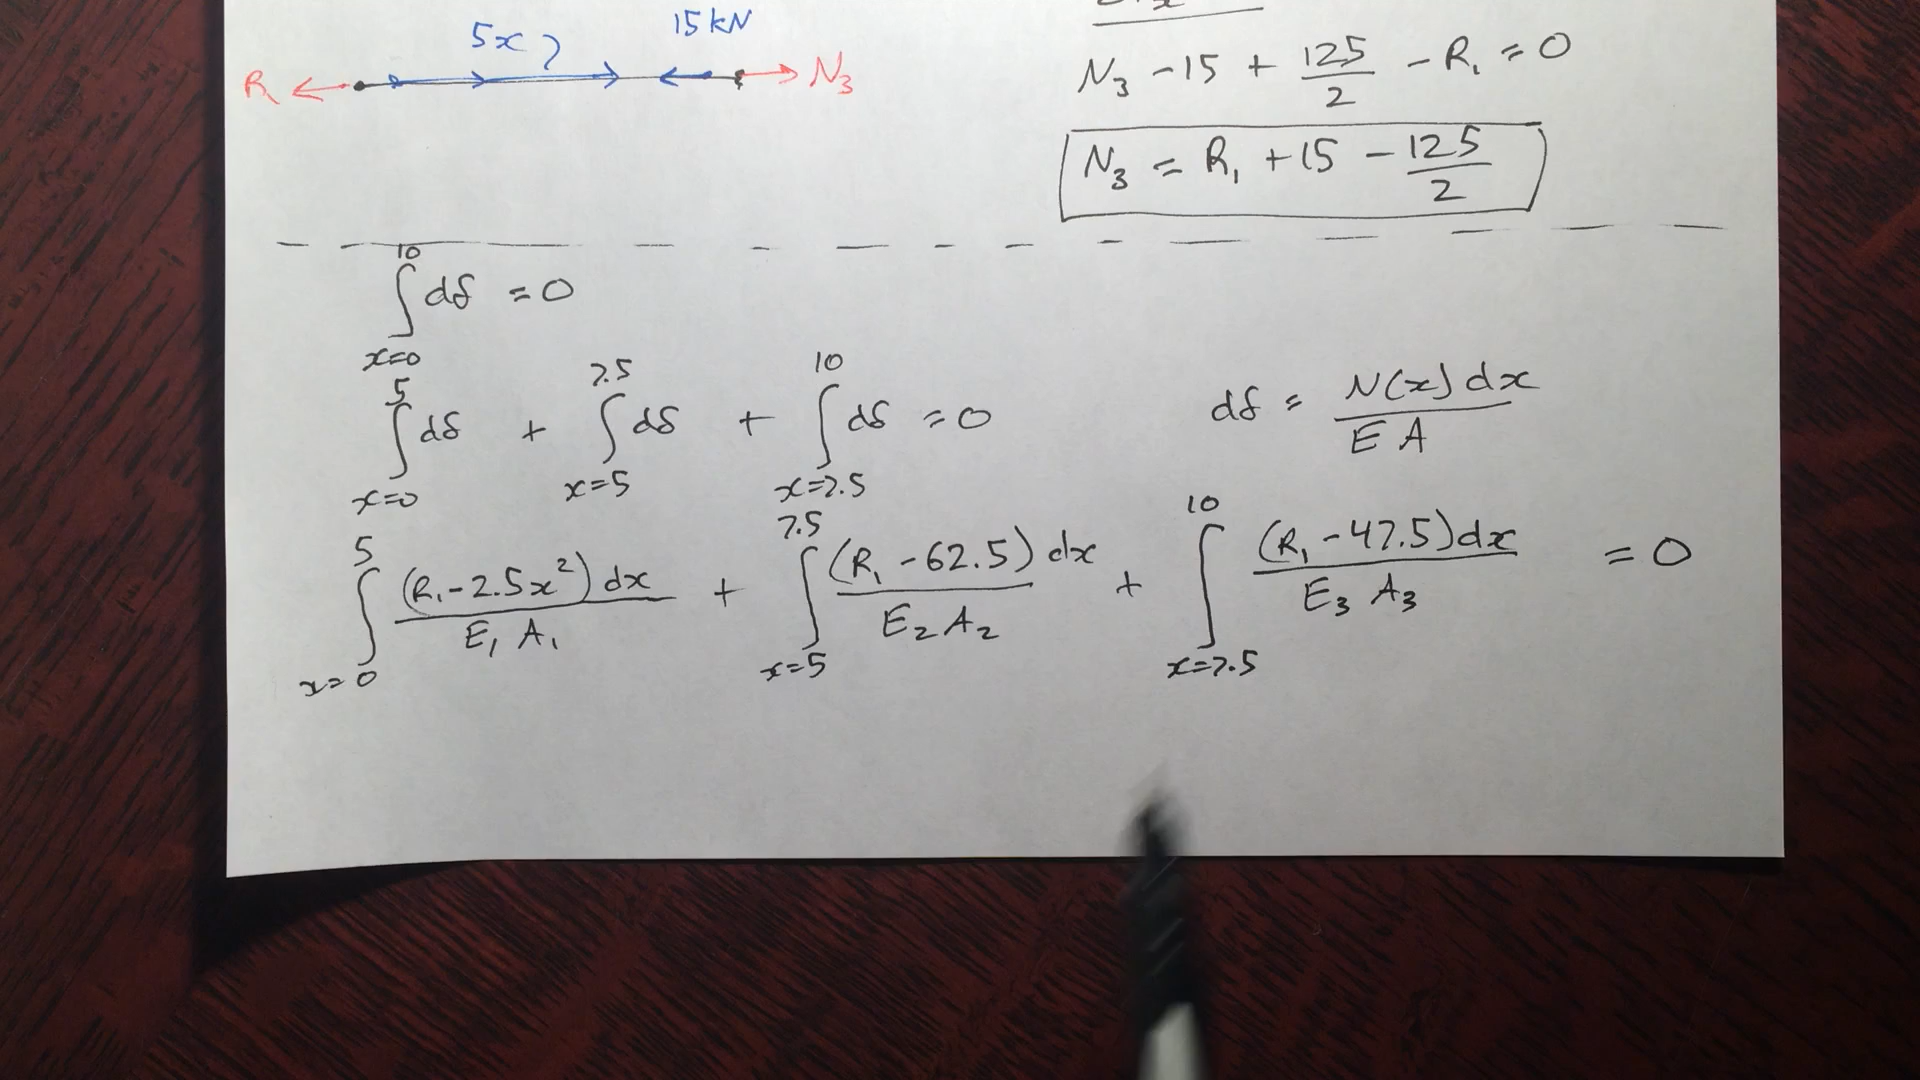 5x 15 kN
R ← → N₃
N₃ - 15 + 125/2 - R₁ = 0
N₃ = R₁ + 15 - 125/2
∫_{x=0}^{10} dδ = 0
∫_{x=0}^{5} dδ + ∫_{x=5}^{7.5} dδ + ∫_{x=7.5}^{10} dδ = 0
dδ = N(x) dx / E A
∫_{x=0}^{5} (R₁ - 2.5x²) dx / E₁ A₁ + ∫_{x=5}^{7.5} (R₁ - 62.5) dx / E₂ A₂ + ∫_{x=7.5}^{10} (R₁ - 47.5) dx / E₃ A₃ = 0